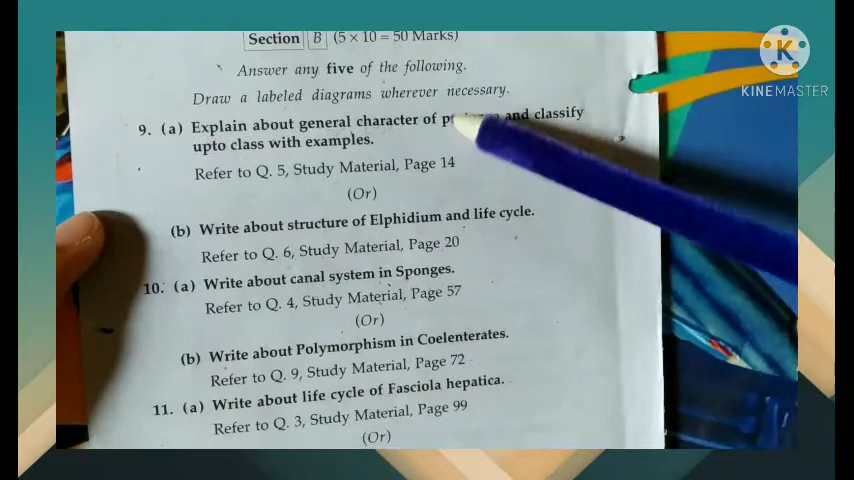 Section B (5 × 10 = 50 Marks)
Answer any five of the following.
Draw a labeled diagrams wherever necessary.
9. (a) Explain about general character of and classify
upto class with examples.
Refer to Q. 5, Study Material, Page 14
(Or)
(b) Write about structure of Elphidium and life cycle.
Refer to Q. 6, Study Material, Page 20
10. (a) Write about canal system in Sponges.
Refer to Q. 4, Study Material, Page 57
(Or)
(b) Write about Polymorphism in Coelenterates.
Refer to Q. 9, Study Material, Page 72
11. (a) Write about life cycle of Fasciola hepatica.
Refer to Q. 3, Study Material, Page 99
(Or)
K
KINEMASTER